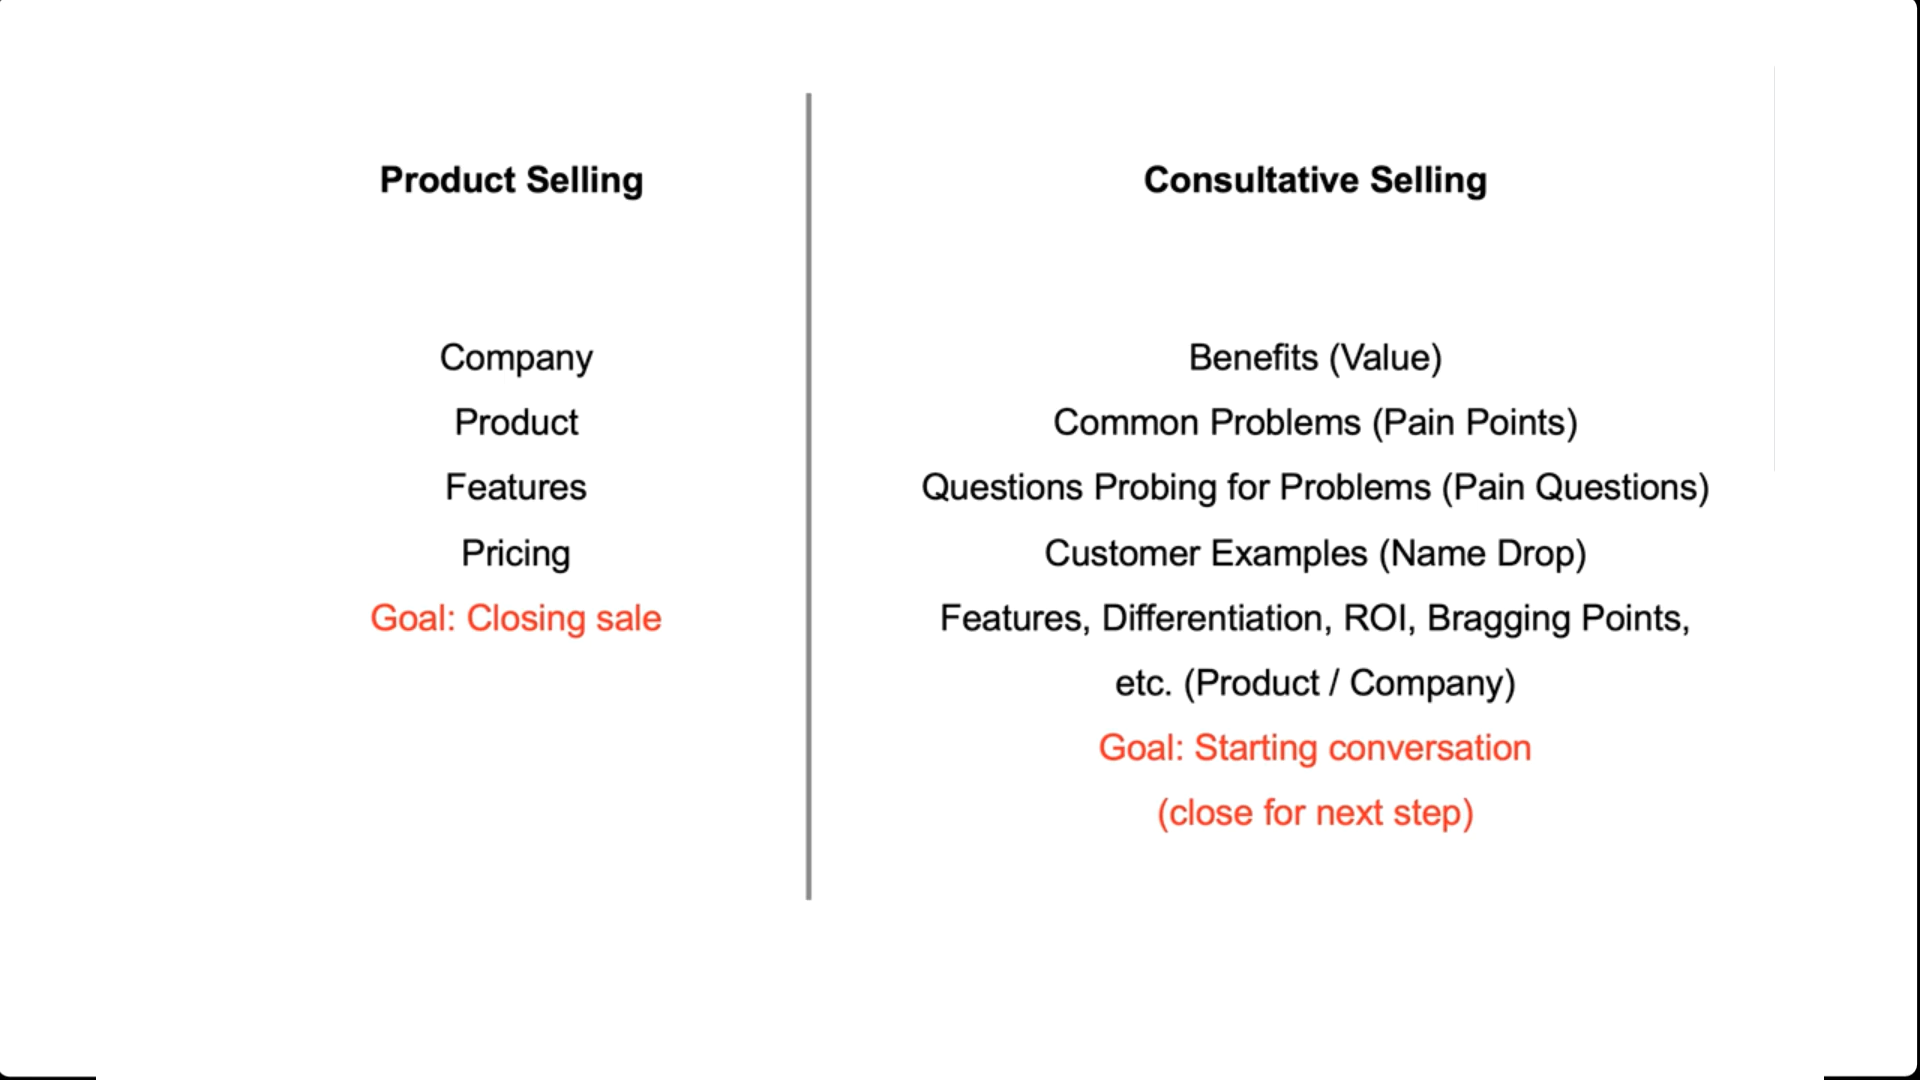 Product Selling
Company
Product
Features
Pricing
Goal: Closing sale
Consultative Selling
Benefits (Value)
Common Problems (Pain Points)
Questions Probing for Problems (Pain Questions)
Customer Examples (Name Drop)
Features, Differentiation, ROI, Bragging Points,
etc. (Product / Company)
Goal: Starting conversation
(close for next step)